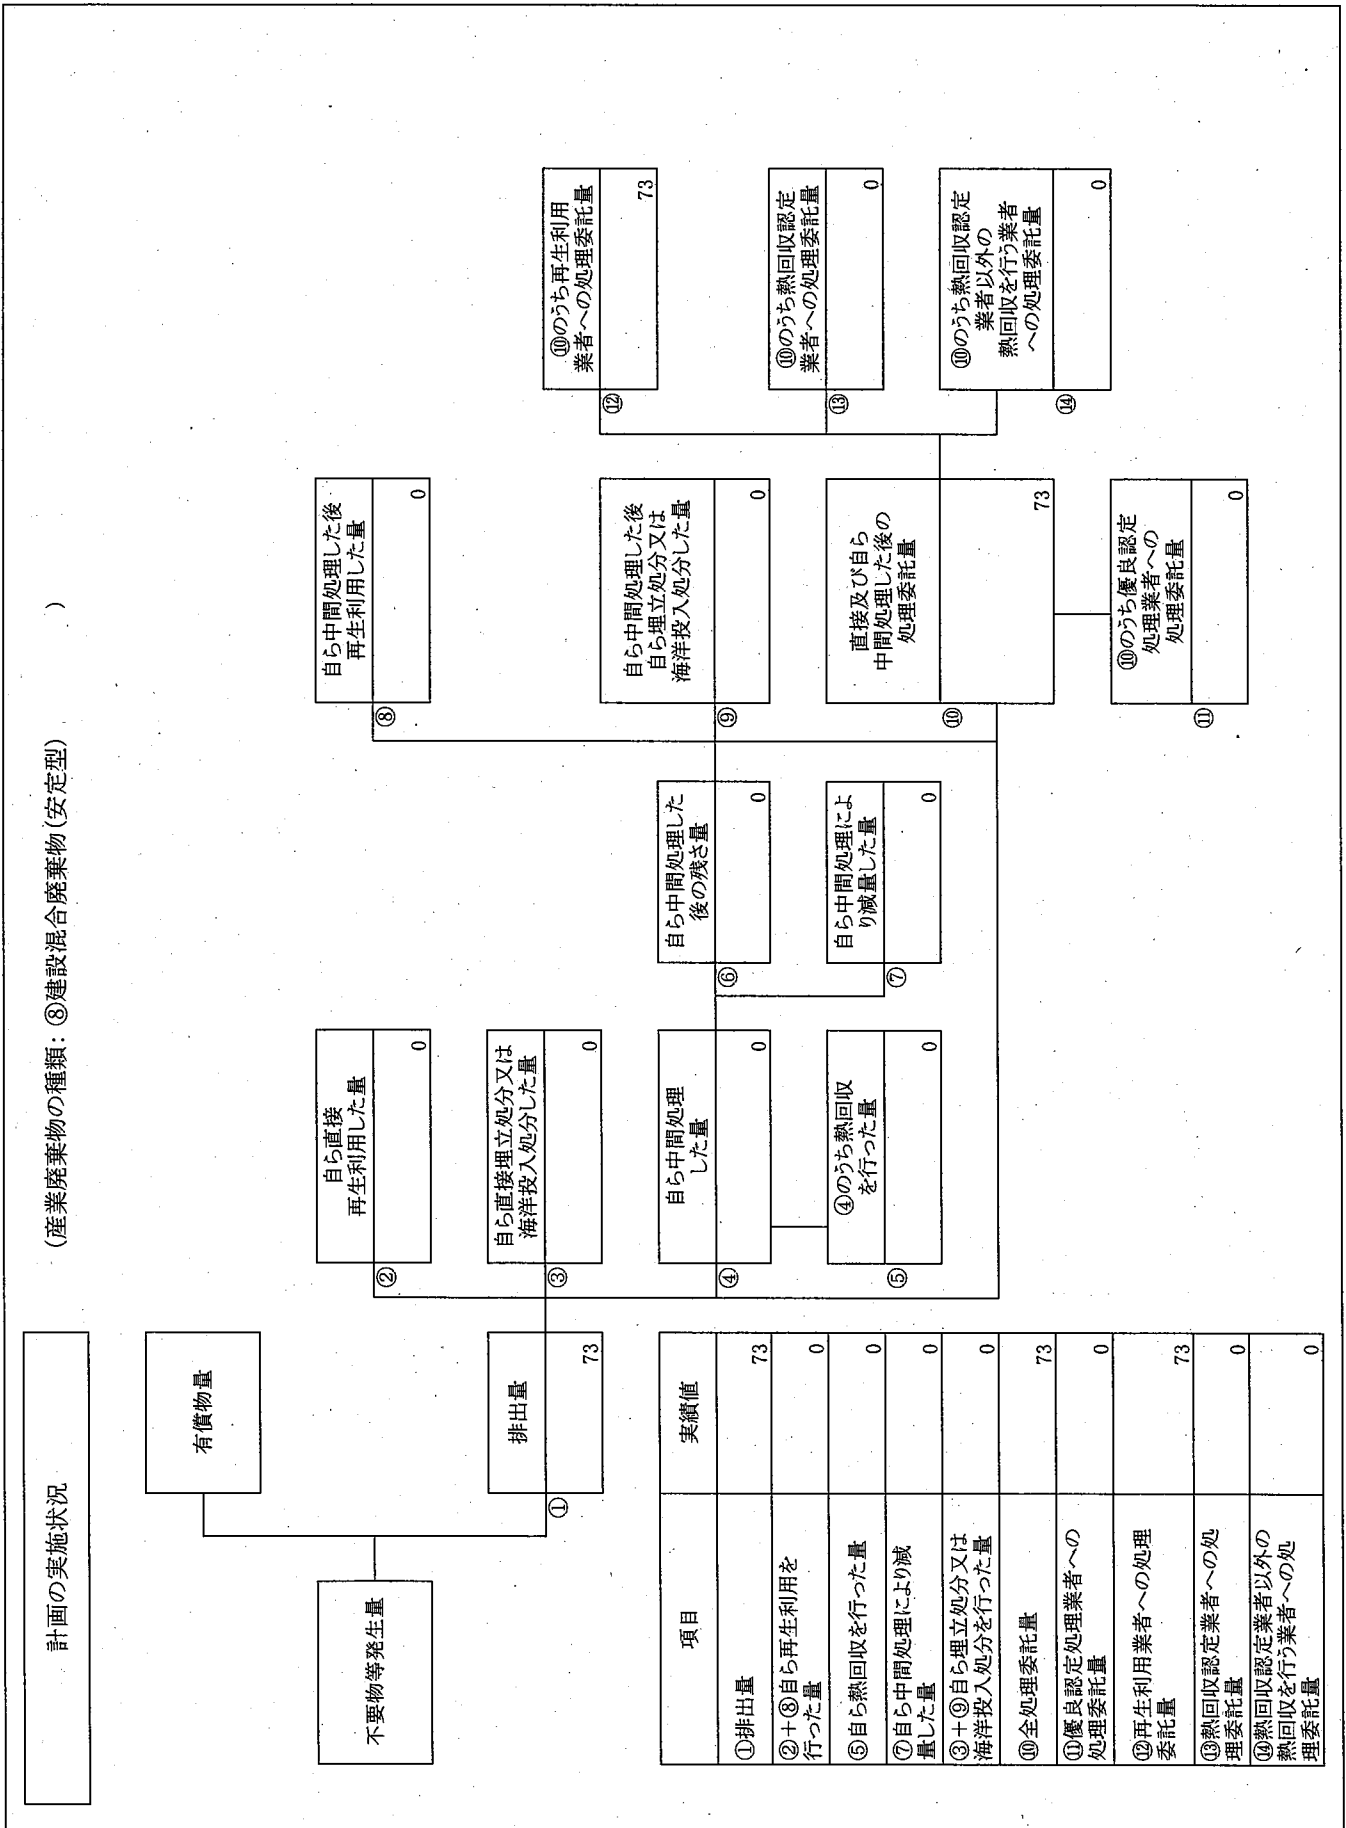 計画の実施状況
(産業廃棄物の種類：⑧建設混合廃棄物(安定型)
)
不要物等発生量
有償物量
①
排出量
73
②
自ら直接
再生利用した量
0
③
自ら直接埋立処分又は
海洋投入処分した量
0
④
自ら中間処理
した量
0
⑤
④のうち熱回収
を行った量
0
⑥
自ら中間処理した
後の残さ量
0
⑦
自ら中間処理によ
り減量した量
0
⑧
自ら中間処理した後
再生利用した量
0
⑨
自ら中間処理した後
自ら埋立処分又は
海洋投入処分した量
0
⑩
直接及び自ら
中間処理した後の
処理委託量
73
⑪
⑩のうち優良認定
処理業者への
処理委託量
0
⑫
⑩のうち再生利用
業者への処理委託量
73
⑬
⑩のうち熱回収認定
業者への処理委託量
0
⑭
⑩のうち熱回収認定
業者以外の
熱回収を行う業者
への処理委託量
0
項目 実績値
①排出量 73
②+⑧自ら再生利用を
行った量 0
⑤自ら熱回収を行った量 0
⑦自ら中間処理により減
量した量 0
③+⑨自ら埋立処分又は
海洋投入処分を行った量 0
⑩全処理委託量 73
⑪優良認定処理業者への
処理委託量 0
⑫再生利用業者への処理
委託量 73
⑬熱回収認定業者への処
理委託量 0
⑭熱回収認定業者以外の
熱回収を行う業者への処
理委託量 0